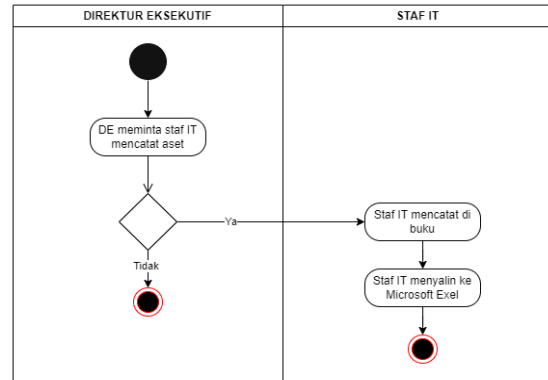 DIREKTUR EKSEKUTIF
STAF IT
DE meminta staf IT
mencatat aset
Ya
Staf IT mencatat di
buku
Tidak
Staf IT menyalin ke
Microsoft Exel